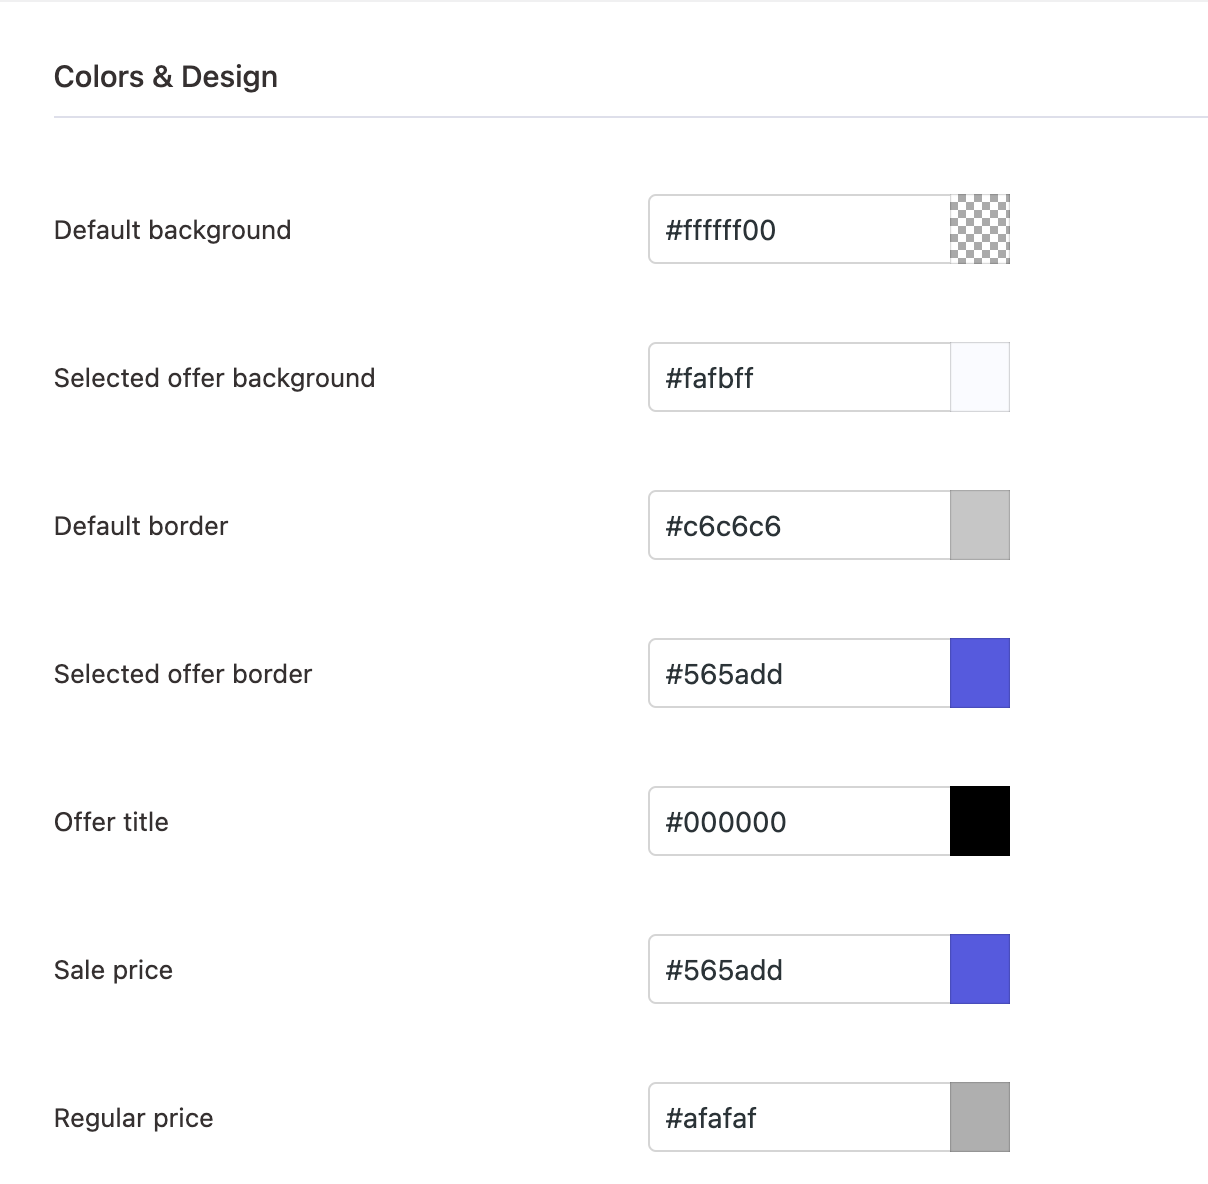 Colors & Design
Default background
#ffffff00
Selected offer background
#fafbff
Default border
#c6c6c6
Selected offer border
#565add
Offer title
#000000
Sale price
#565add
Regular price
#afafaf